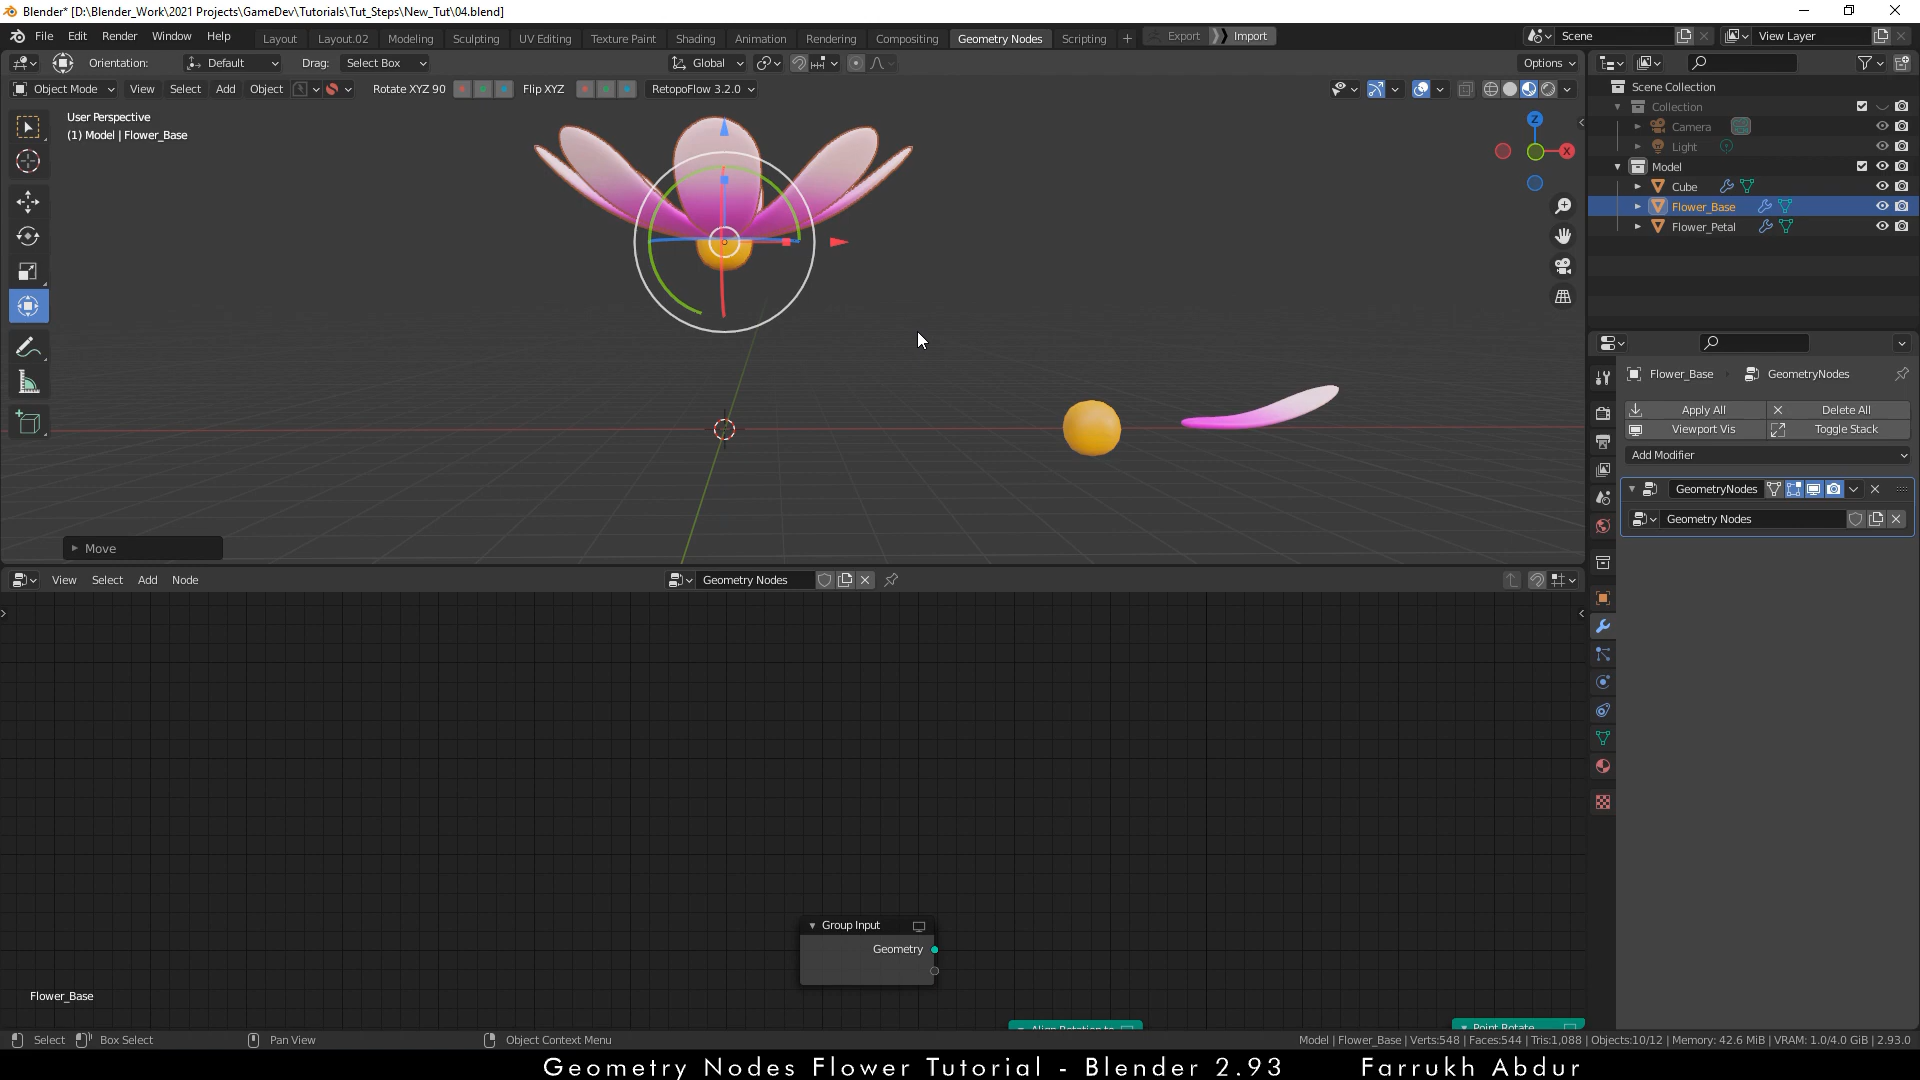 Blender* [D:\Blender_Work\2021 Projects\GameDev\Tutorials\Tut_Steps\New_Tut\04.blend]
File Edit Render Window Help Layout Layout.02 Modeling Sculpting UV Editing Texture Paint Shading Animation Rendering Compositing Geometry Nodes Scripting + Export Import Scene View Layer
Orientation: Default Drag: Select Box Global Options
Object Mode View Select Add Object Rotate XYZ 90 Flip XYZ RetopoFlow 3.2.0
User Perspective
(1) Model | Flower_Base
Z
X
Move
Scene Collection
Collection
Camera
Light
Model
Cube
Flower_Base
Flower_Petal
Flower_Base GeometryNodes
Apply All Delete All
Viewport Vis Toggle Stack
Add Modifier
GeometryNodes
Geometry Nodes
View Select Add Node Geometry Nodes
Group Input
Geometry
Flower_Base
Align Rotation to
Point Rotate
Select Box Select Pan View Object Context Menu Model | Flower_Base | Verts:548 | Faces:544 | Tris:1,088 | Objects:10/12 | Memory: 42.6 MiB | VRAM: 1.0/4.0 GiB | 2.93.0
Geometry Nodes Flower Tutorial - Blender 2.93 Farrukh Abdur